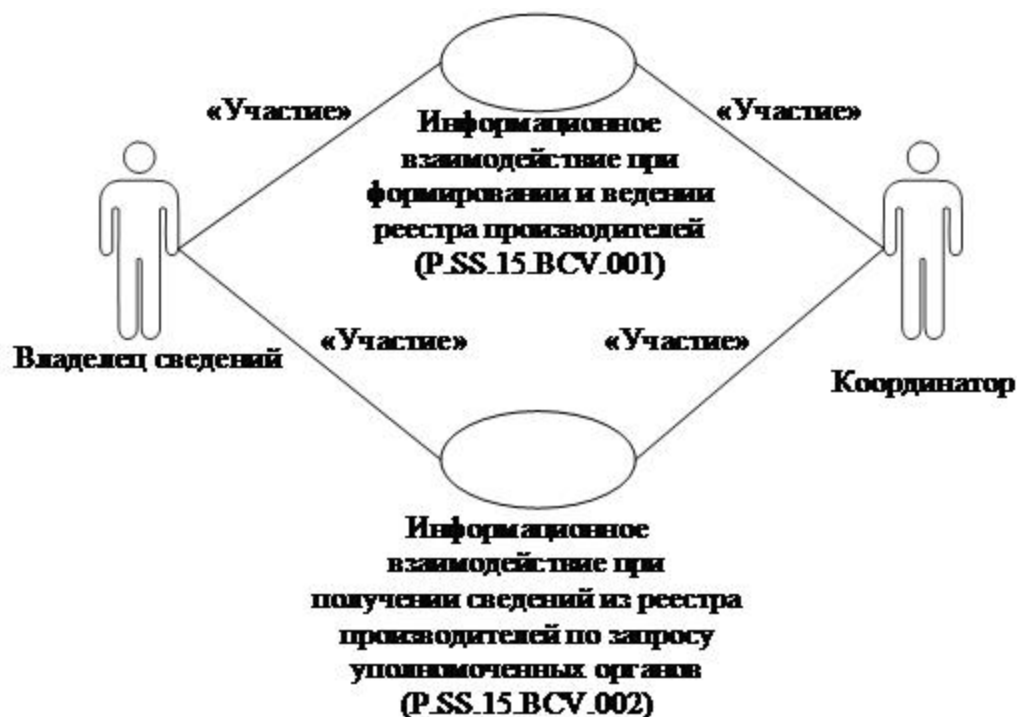 «Участие»
«Участие»
Информационное
взаимодействие при
формировании и ведении
реестра производителей
(P.SS.15.BCV.001)
Владелец сведений
«Участие»
«Участие»
Координатор
Информационное
взаимодействие при
получении сведений из реестра
производителей по запросу
уполномоченных органов
(P.SS.15.BCV.002)